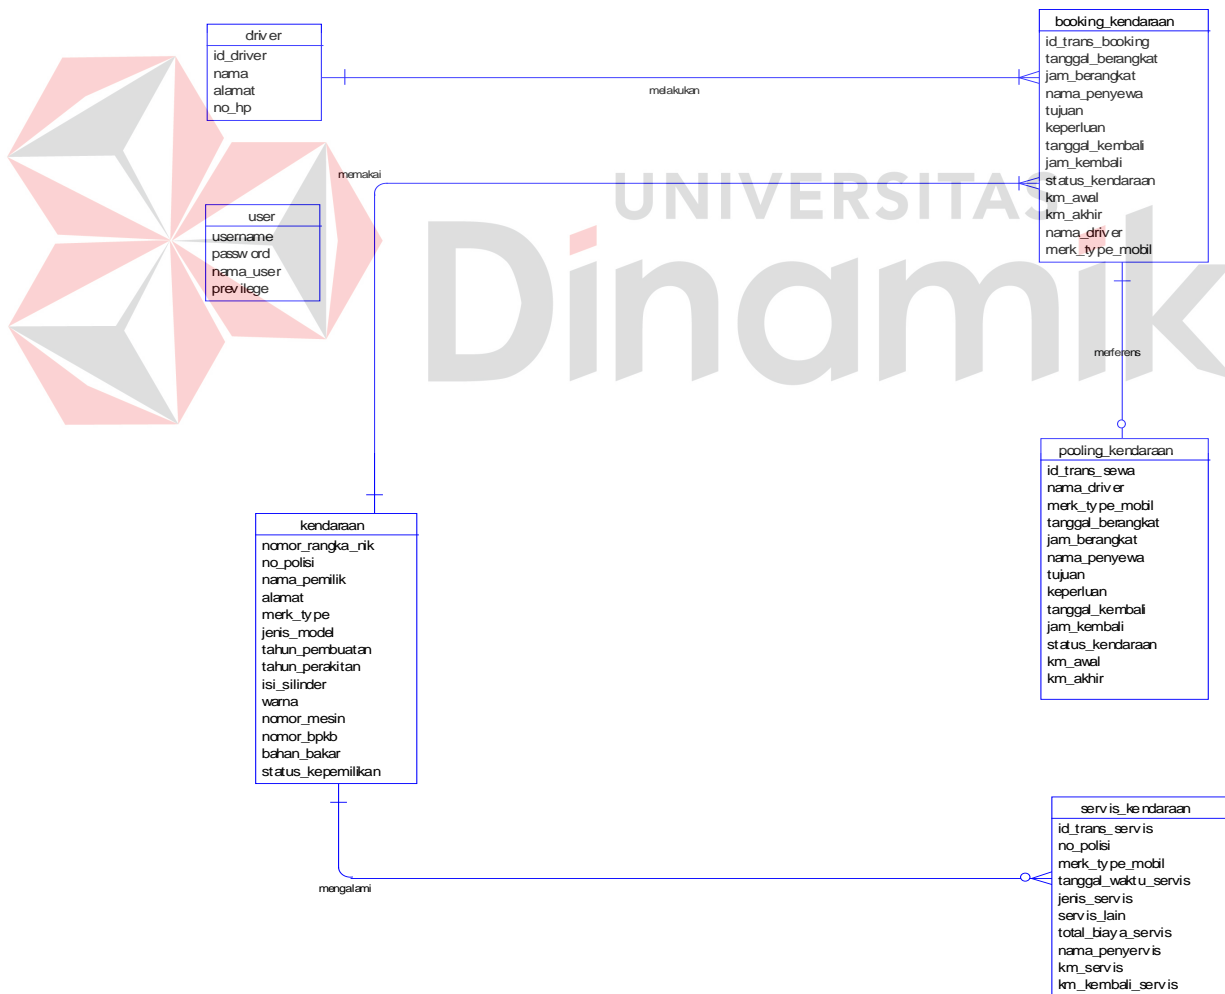 driver
id_driver
nama
alamat
no_hp
melakukan
booking_kendaraan
id_trans_booking
tanggal_berangkat
jam_berangkat
nama_penyewa
tujuan
keperluan
tanggal_kembali
jam_kembali
status_kendaraan
km_awal
km_akhir
nama_driver
merk_type_mobil
memakai
UNIVERSITAS
Dinamika
user
username
password
nama_user
previlege
merferens
pooling_kendaraan
id_trans_sewa
nama_driver
merk_type_mobil
tanggal_berangkat
jam_berangkat
nama_penyewa
tujuan
keperluan
tanggal_kembali
jam_kembali
status_kendaraan
km_awal
km_akhir
kendaraan
nomor_rangka_nik
no_polisi
nama_pemilik
alamat
merk_type
jenis_model
tahun_pembuatan
tahun_perakitan
isi_silinder
warna
nomor_mesin
nomor_bpkb
bahan_bakar
status_kepemilikan
mengalami
servis_kendaraan
id_trans_servis
no_polisi
merk_type_mobil
tanggal_waktu_servis
jenis_servis
servis_lain
total_biaya_servis
nama_penyervis
km_servis
km_kembali_servis